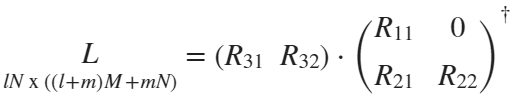 L = (R₃₁ R₃₂) · ( R₁₁ 0 ) †
lN x ((l+m)M+mN) ( R₂₁ R₂₂ )